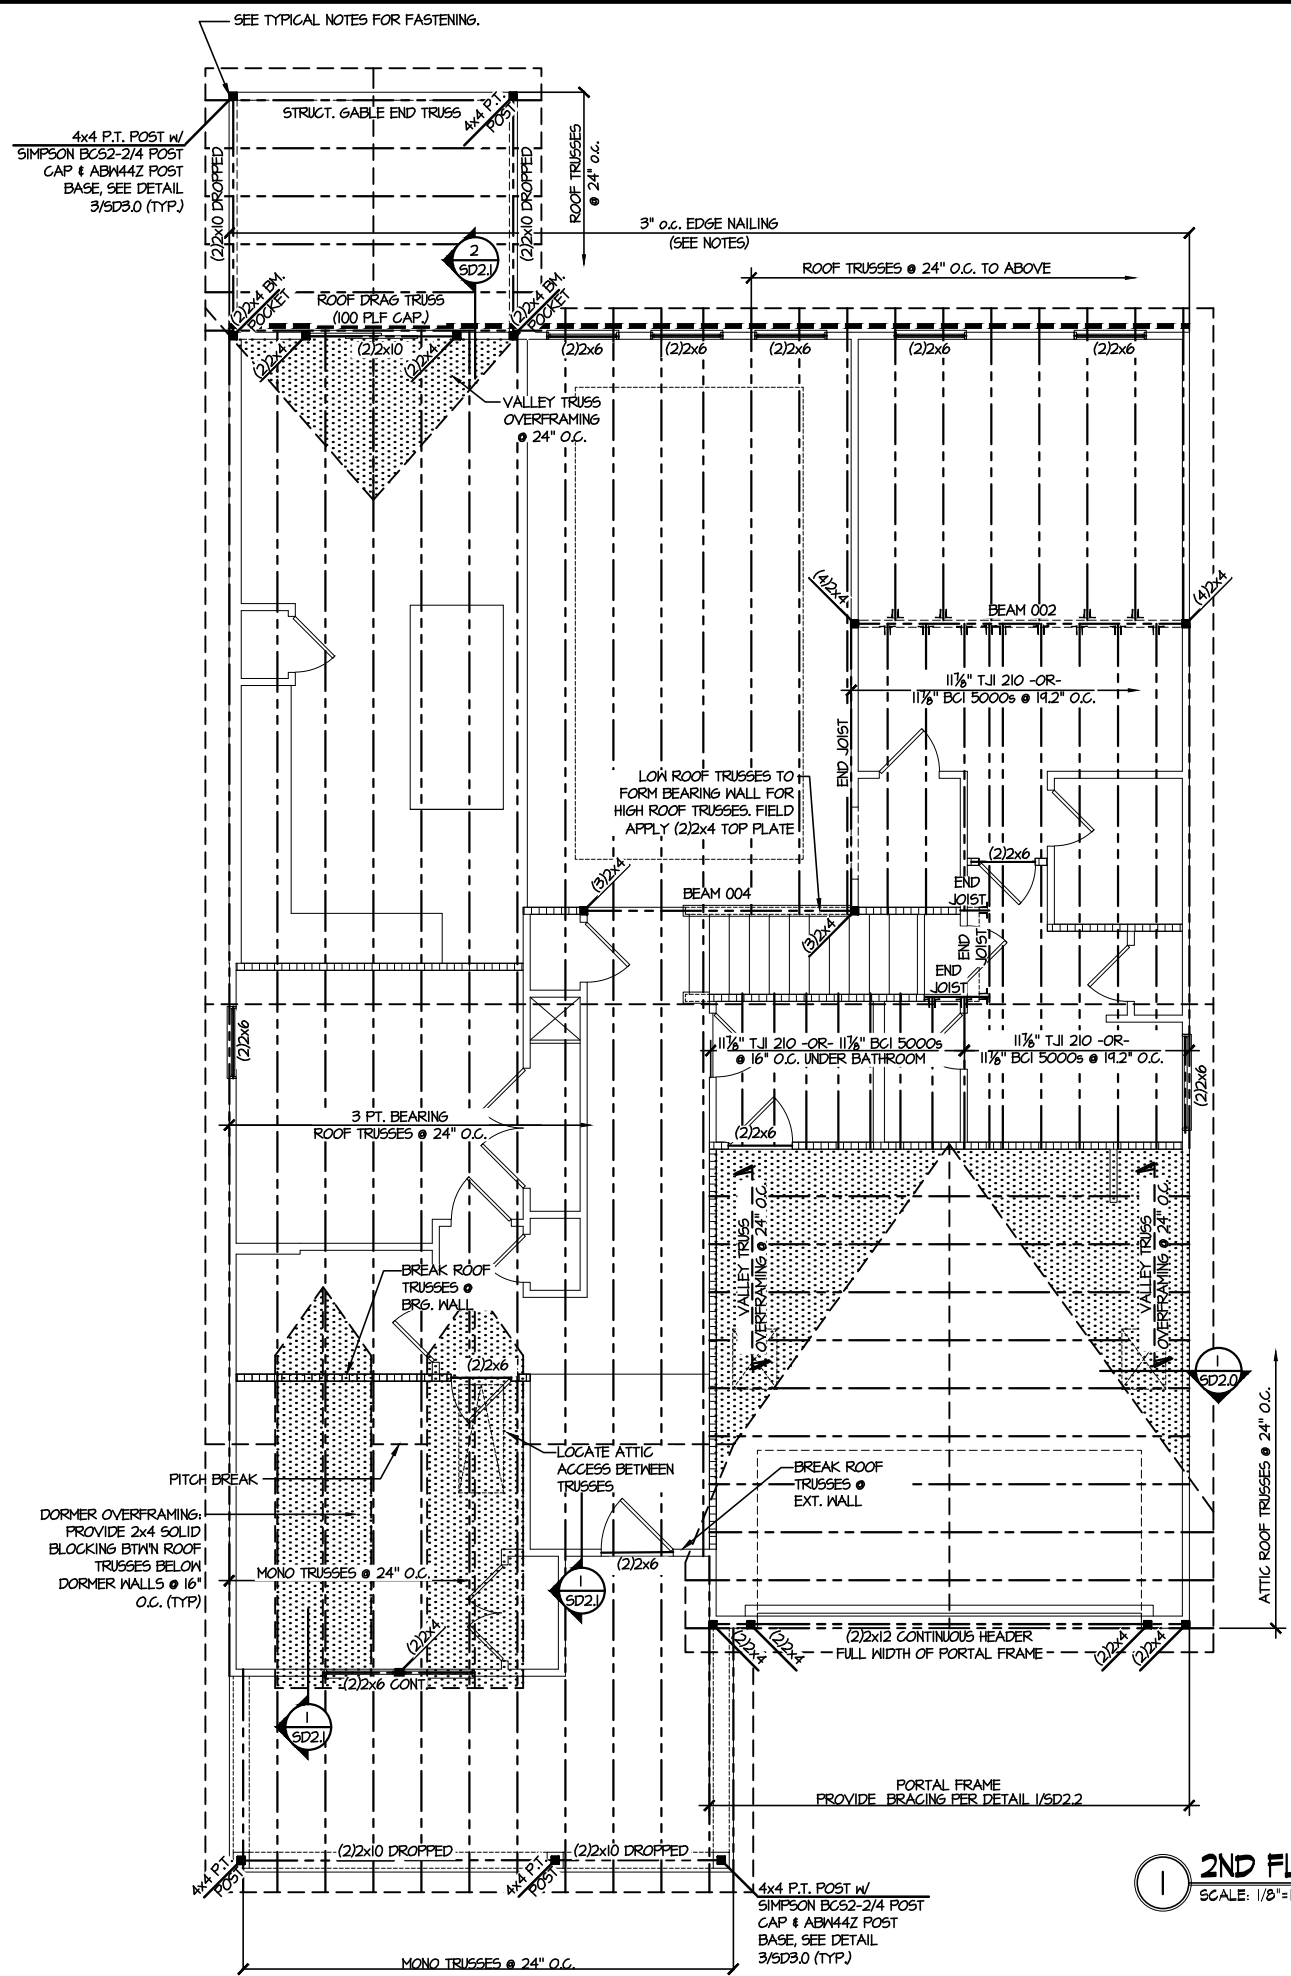 SEE TYPICAL NOTES FOR FASTENING.
STRUCT. GABLE END TRUSS
4x4 P.T.
POST
4x4 P.T. POST W/
SIMPSON BCS2-2/4 POST
CAP & ABW44Z POST
BASE, SEE DETAIL
3/SD3.0 (TYP.)
(2)2x10 DROPPED
(2)2x10 DROPPED
ROOF TRUSSES
@ 24" o.c.
3" o.c. EDGE NAILING
(SEE NOTES)
2
SD2.1
ROOF TRUSSES @ 24" O.C. TO ABOVE
(2)2x4 BM.
POCKET
ROOF DRAG TRUSS
(100 PLF CAP.)
(2)2x4 BM.
POCKET
(2)2x4
(2)2x10
(2)2x4
(2)2x6
(2)2x6
(2)2x6
(2)2x6
(2)2x6
VALLEY TRUSS
OVERFRAMING
@ 24" O.C.
(4)2x4
BEAM 002
(4)2x4
11⅞" TJI 210 -OR-
11⅞" BCI 5000s @ 19.2" O.C.
END JOIST
LOW ROOF TRUSSES TO
FORM BEARING WALL FOR
HIGH ROOF TRUSSES. FIELD
APPLY (2)2x4 TOP PLATE
(2)2x6
(3)2x4
BEAM 004
END
JOIST
(3)2x4
END
JOIST
END
JOIST
(2)2x6
11⅞" TJI 210 -OR- 11⅞" BCI 5000s
@ 16" O.C. UNDER BATHROOM
11⅞" TJI 210 -OR-
11⅞" BCI 5000s @ 19.2" O.C.
(2)2x6
3 PT. BEARING
ROOF TRUSSES @ 24" O.C.
(2)2x6
VALLEY TRUSS
OVERFRAMING @ 24" O.C.
VALLEY TRUSS
OVERFRAMING @ 24" O.C.
BREAK ROOF
TRUSSES @
BRG. WALL
(2)2x6
1
SD2.0
ATTIC ROOF TRUSSES @ 24" O.C.
LOCATE ATTIC
ACCESS BETWEEN
TRUSSES
BREAK ROOF
TRUSSES @
EXT. WALL
PITCH BREAK
DORMER OVERFRAMING:
PROVIDE 2x4 SOLID
BLOCKING BTW'N ROOF
TRUSSES BELOW
DORMER WALLS @ 16"
O.C. (TYP)
MONO TRUSSES @ 24" O.C.
(2)2x6
1
SD2.1
(2)2x4
(2)2x6 CONT.
(2)2x4
(2)2x4
(2)2x12 CONTINUOUS HEADER
FULL WIDTH OF PORTAL FRAME
(2)2x4
(2)2x4
1
SD2.1
PORTAL FRAME
PROVIDE BRACING PER DETAIL 1/SD2.2
(2)2x10 DROPPED
(2)2x10 DROPPED
4x4 P.T.
POST
4x4 P.T.
POST
4x4 P.T. POST W/
SIMPSON BCS2-2/4 POST
CAP & ABW44Z POST
BASE, SEE DETAIL
3/SD3.0 (TYP.)
MONO TRUSSES @ 24" O.C.
1
2ND FL
SCALE: 1/8"=